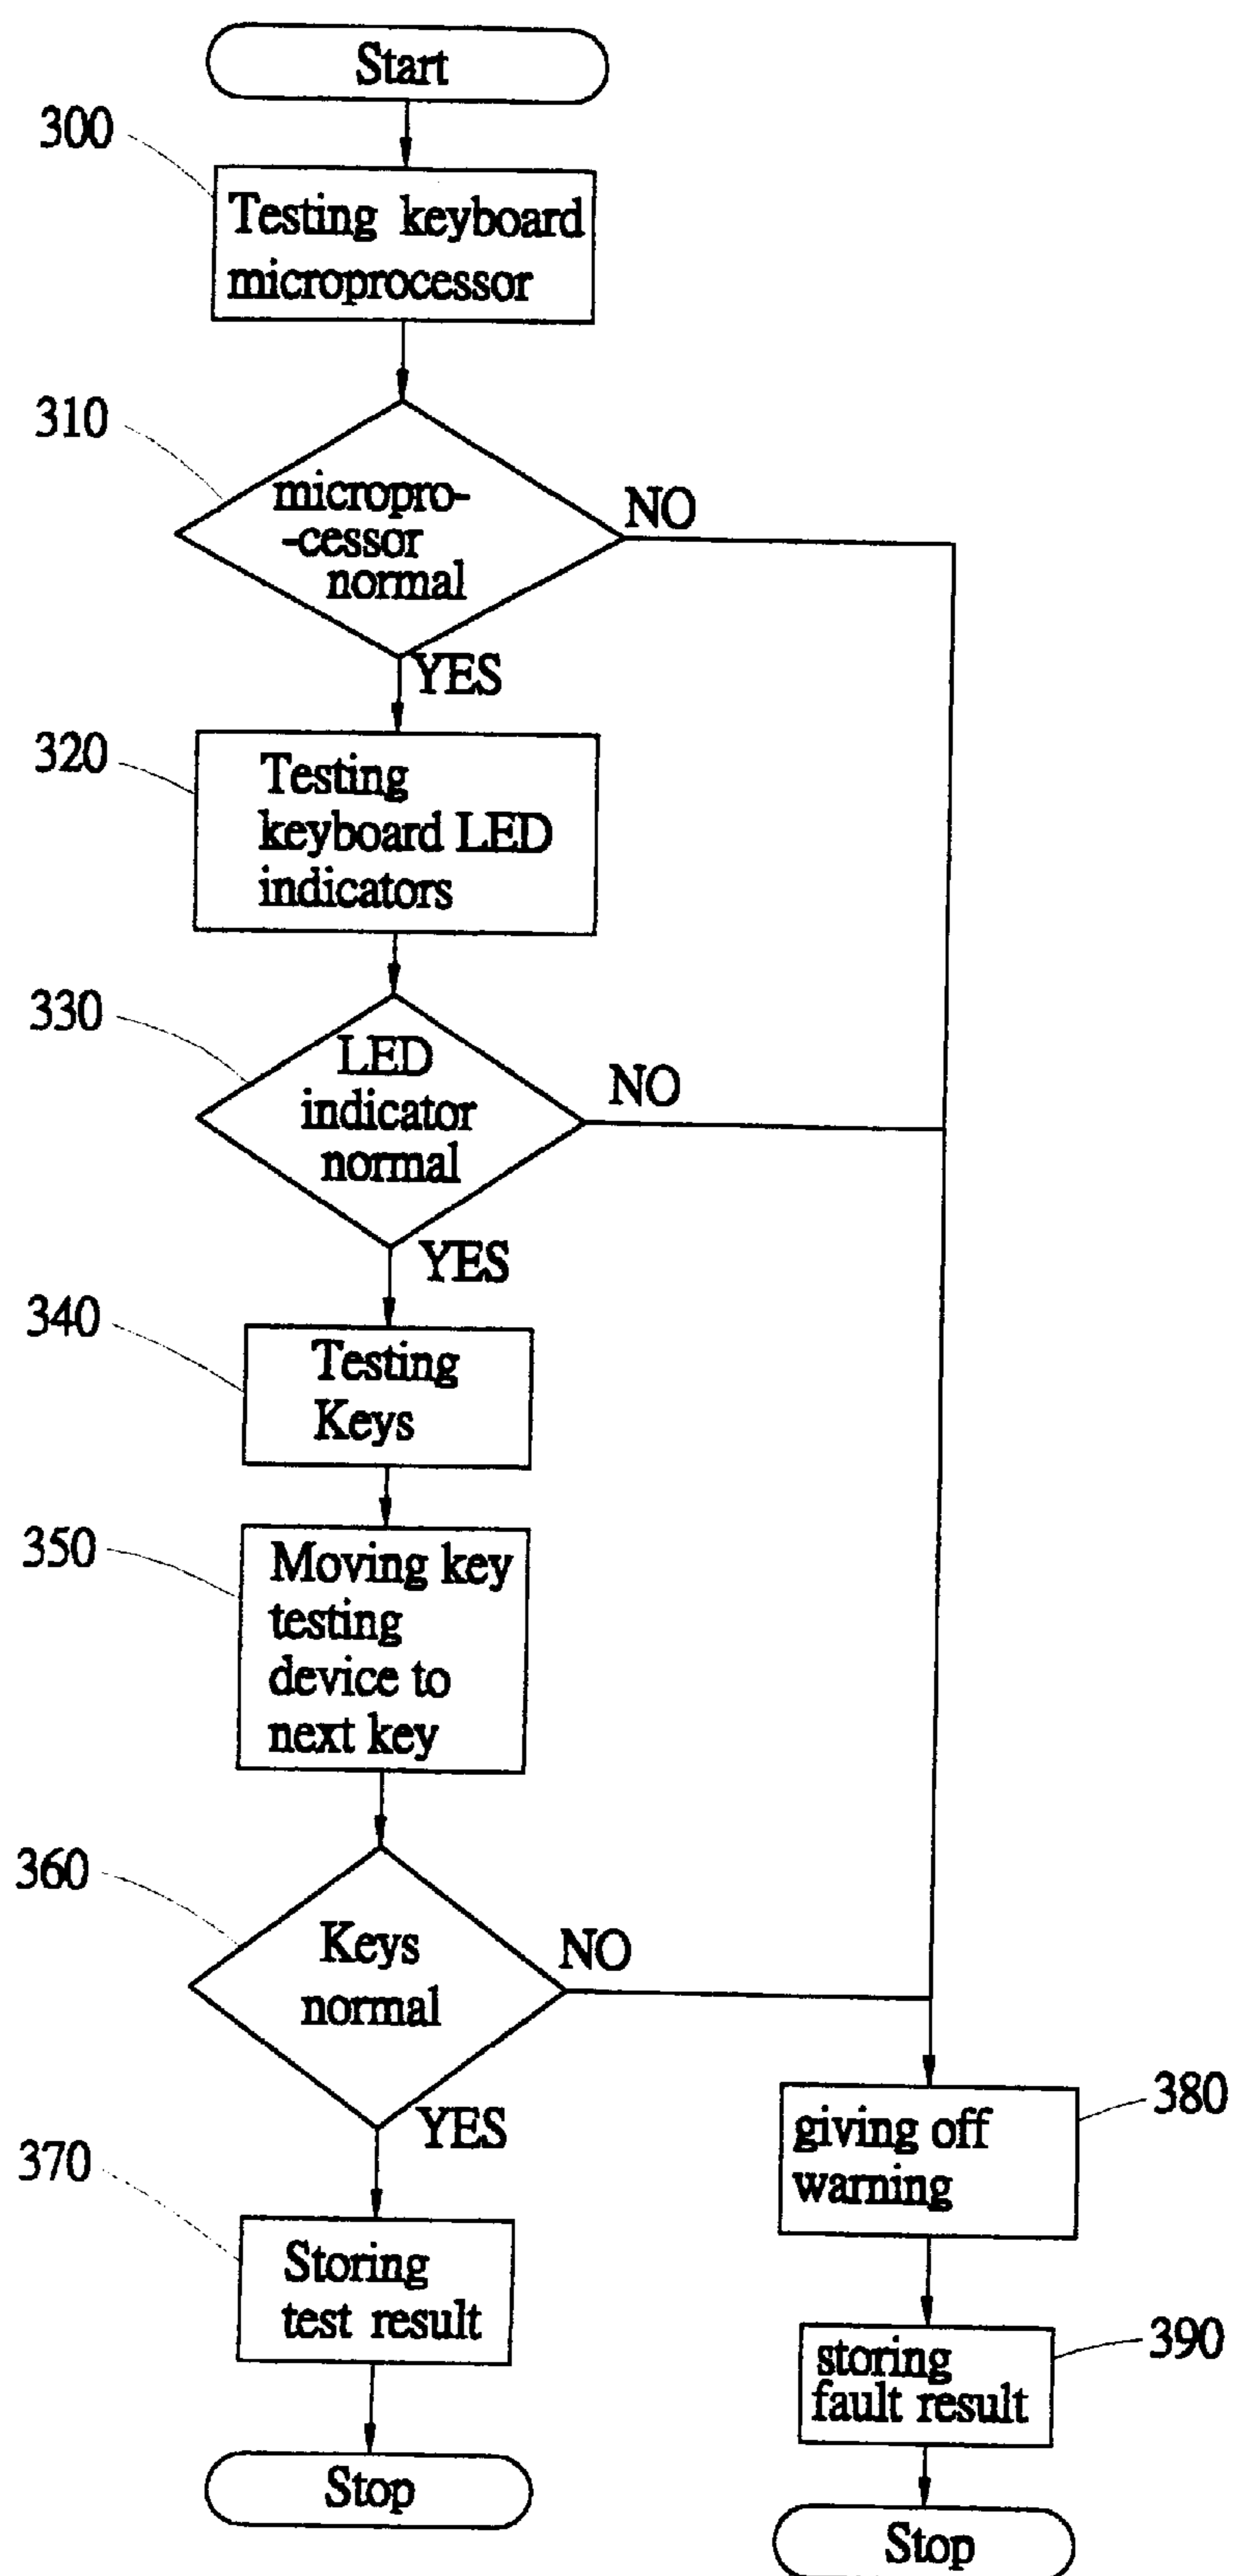 Start
300
Testing keyboard
microprocessor
310
micropro-
-cessor
normal
NO
YES
320
Testing
keyboard LED
indicators
330
LED
indicator
normal
NO
YES
340
Testing
Keys
350
Moving key
testing
device to
next key
360
Keys
normal
NO
YES
370
Storing
test result
Stop
380
giving off
warning
390
storing
fault result
Stop